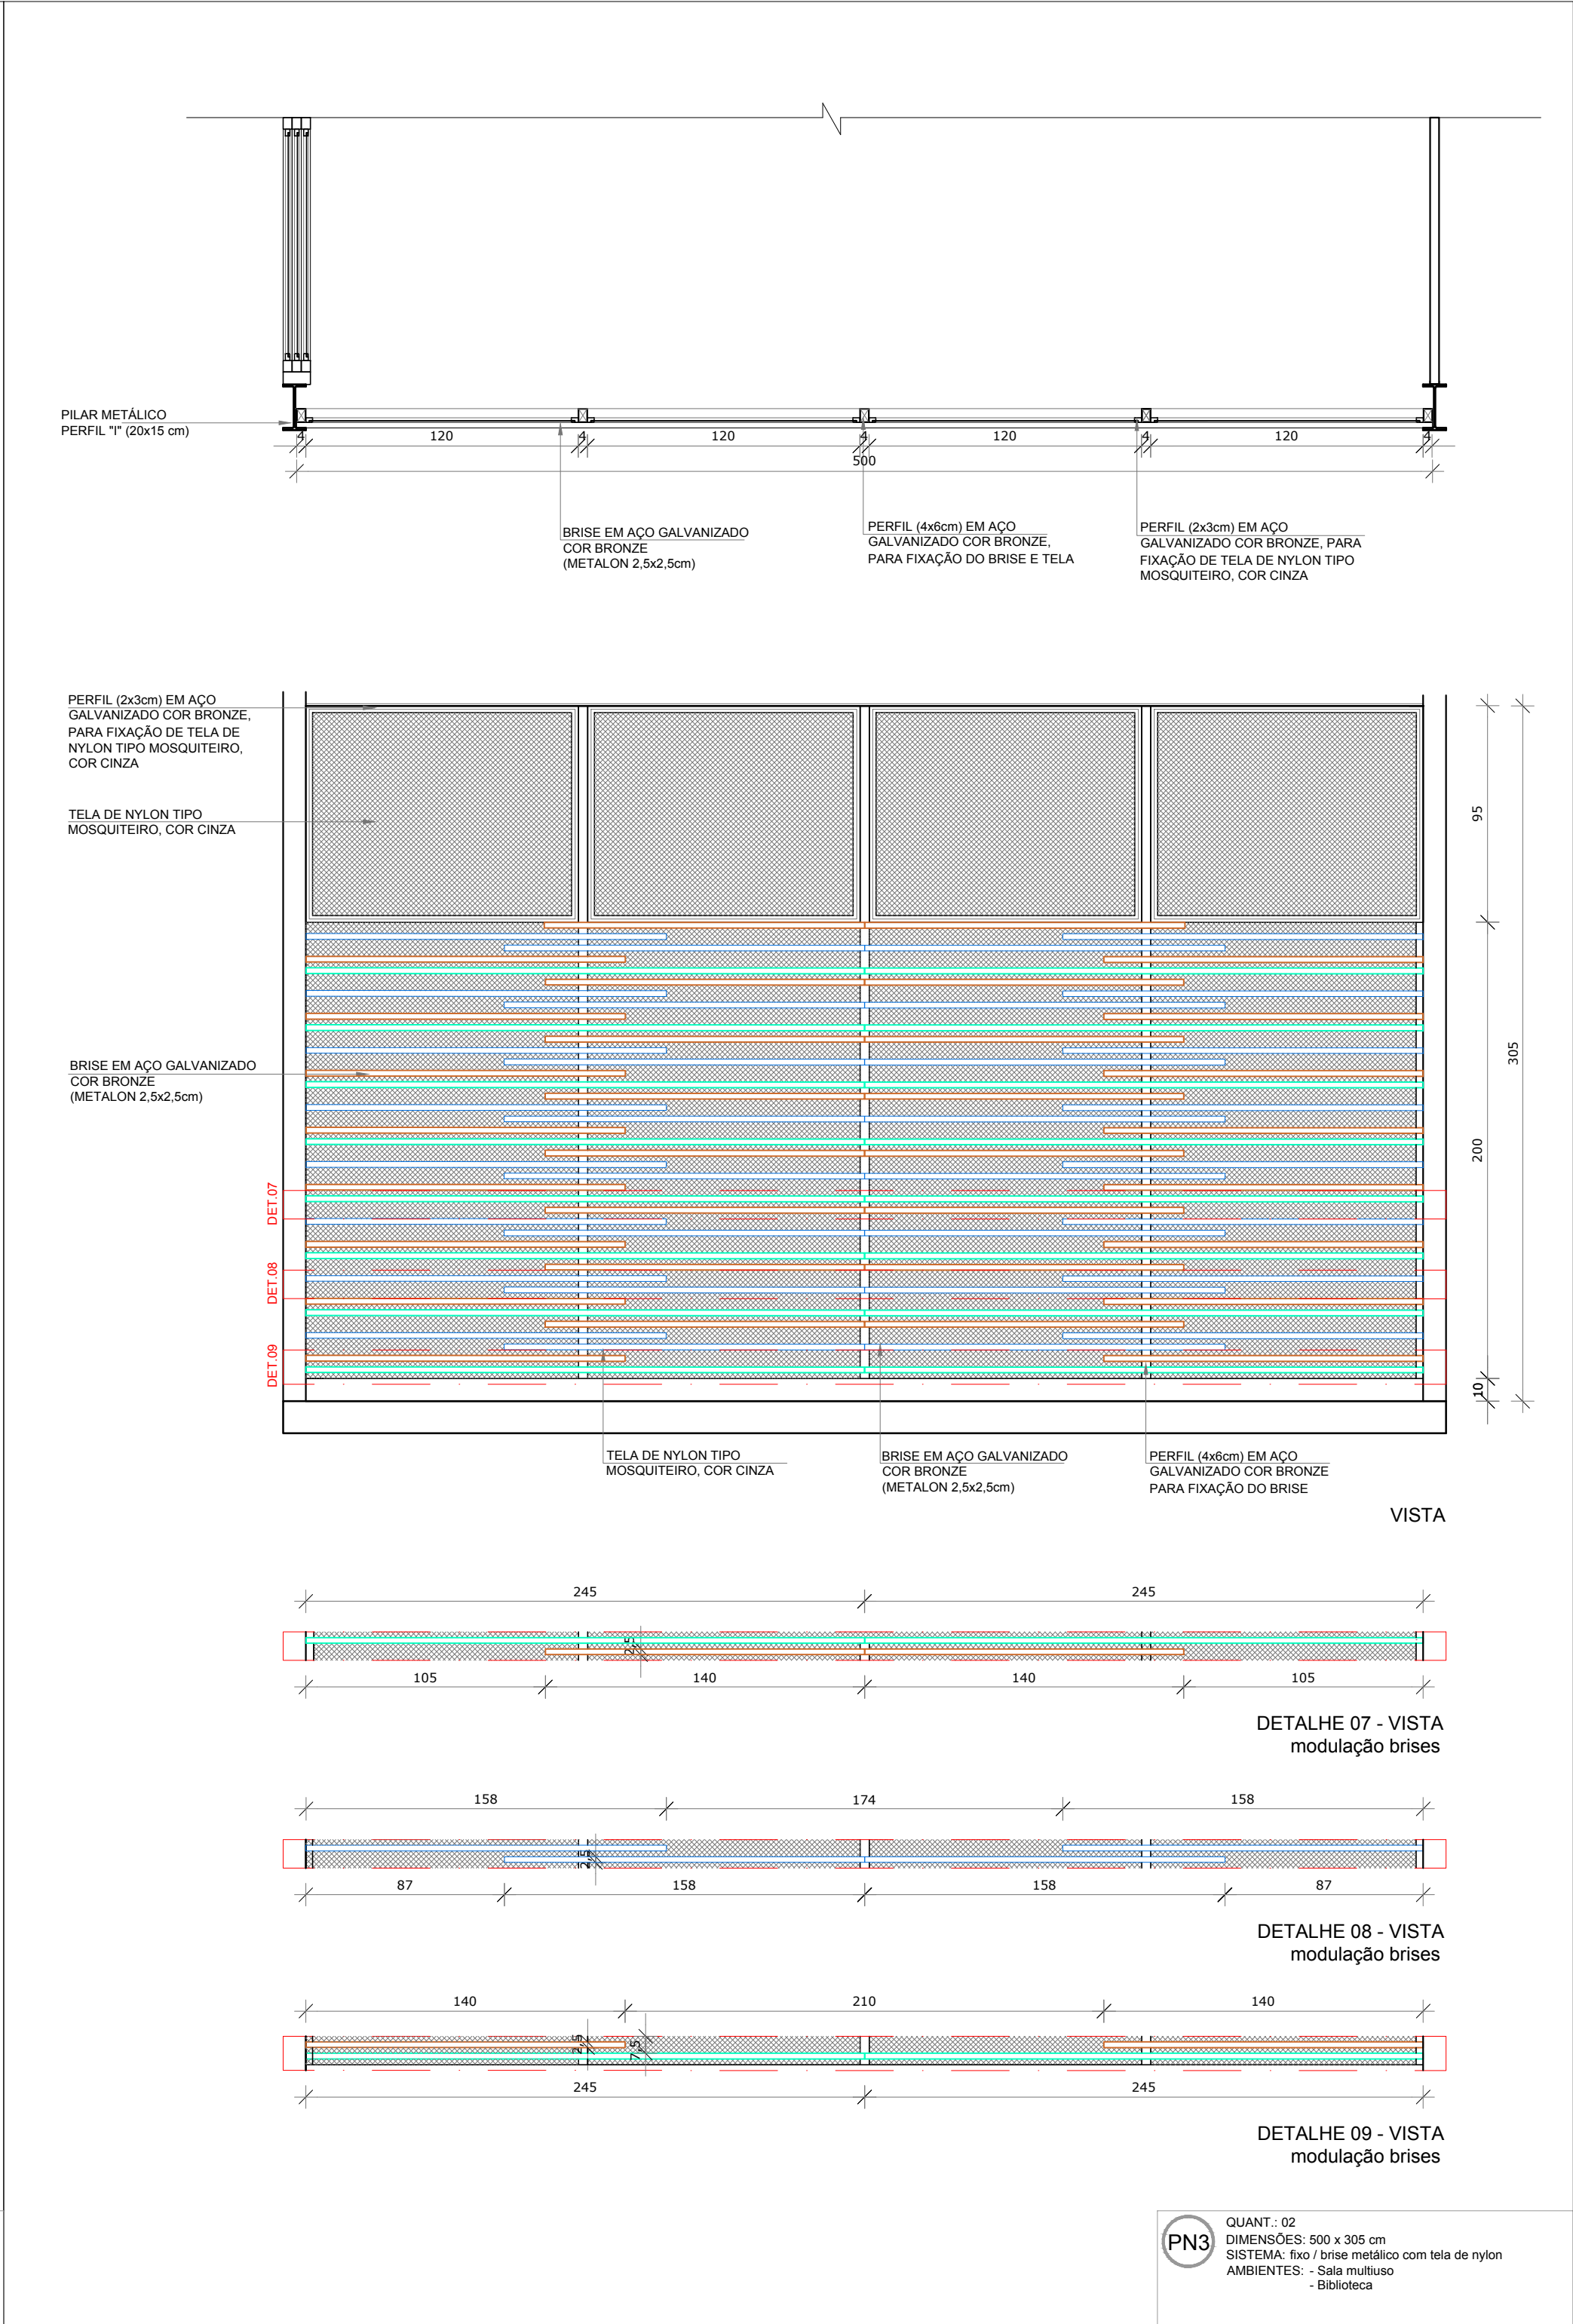 PILAR METÁLICO
PERFIL "I" (20x15 cm)
4 120 4 120 4 120 4 120 4
500
BRISE EM AÇO GALVANIZADO
COR BRONZE
(METALON 2,5x2,5cm)
PERFIL (4x6cm) EM AÇO
GALVANIZADO COR BRONZE,
PARA FIXAÇÃO DO BRISE E TELA
PERFIL (2x3cm) EM AÇO
GALVANIZADO COR BRONZE, PARA
FIXAÇÃO DE TELA DE NYLON TIPO
MOSQUITEIRO, COR CINZA
PERFIL (2x3cm) EM AÇO
GALVANIZADO COR BRONZE,
PARA FIXAÇÃO DE TELA DE
NYLON TIPO MOSQUITEIRO,
COR CINZA
TELA DE NYLON TIPO
MOSQUITEIRO, COR CINZA
BRISE EM AÇO GALVANIZADO
COR BRONZE
(METALON 2,5x2,5cm)
95
305
200
10
DET.07
DET.08
DET.09
TELA DE NYLON TIPO
MOSQUITEIRO, COR CINZA
BRISE EM AÇO GALVANIZADO
COR BRONZE
(METALON 2,5x2,5cm)
PERFIL (4x6cm) EM AÇO
GALVANIZADO COR BRONZE
PARA FIXAÇÃO DO BRISE
VISTA
245 245
2,5
105 140 140 105
DETALHE 07 - VISTA
modulação brises
158 174 158
2,5
87 158 158 87
DETALHE 08 - VISTA
modulação brises
140 210 140
2,5
7,5
245 245
DETALHE 09 - VISTA
modulação brises
PN3
QUANT.: 02
DIMENSÕES: 500 x 305 cm
SISTEMA: fixo / brise metálico com tela de nylon
AMBIENTES: - Sala multiuso
- Biblioteca